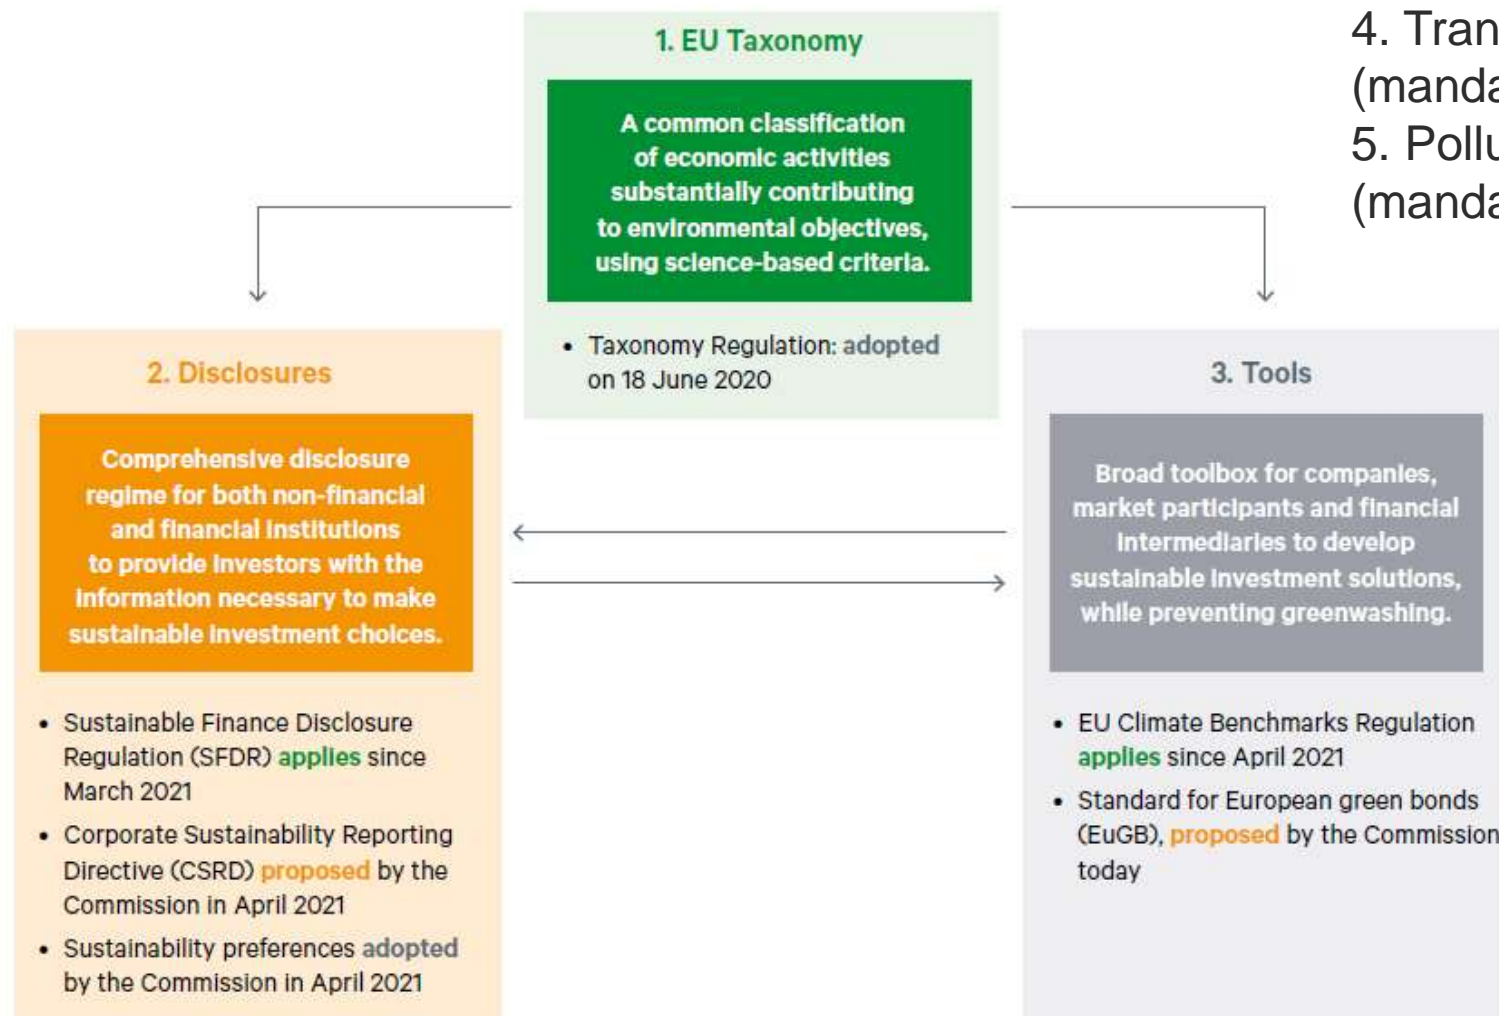 1. EU Taxonomy
A common classification
of economic activities
substantially contributing
to environmental objectives,
using science-based criteria.
• Taxonomy Regulation: adopted
on 18 June 2020
4. Tran
(manda
5. Pollu
(manda
2. Disclosures
Comprehensive disclosure
regime for both non-financial
and financial institutions
to provide investors with the
information necessary to make
sustainable investment choices.
• Sustainable Finance Disclosure
Regulation (SFDR) applies since
March 2021
• Corporate Sustainability Reporting
Directive (CSRD) proposed by the
Commission in April 2021
• Sustainability preferences adopted
by the Commission in April 2021
3. Tools
Broad toolbox for companies,
market participants and financial
intermediaries to develop
sustainable investment solutions,
while preventing greenwashing.
• EU Climate Benchmarks Regulation
applies since April 2021
• Standard for European green bonds
(EuGB), proposed by the Commission
today